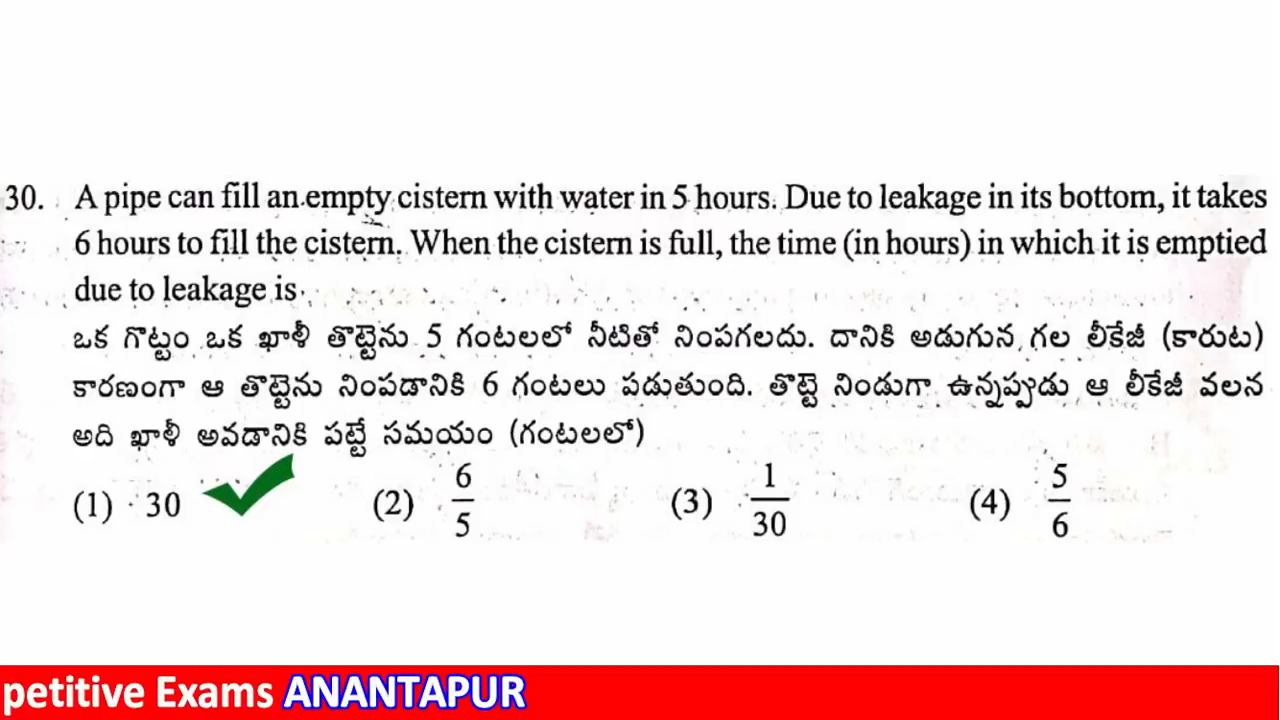 30. A pipe can fill an empty cistern with water in 5 hours. Due to leakage in its bottom, it takes
6 hours to fill the cistern. When the cistern is full, the time (in hours) in which it is emptied
due to leakage is
ఒక గొట్టం ఒక ఖాళీ తొట్టెను 5 గంటలలో నీటితో నింపగలదు. దానికి అడుగున గల లీకేజీ (కారుట)
కారణంగా ఆ తొట్టెను నింపడానికి 6 గంటలు పడుతుంది. తొట్టె నిండుగా ఉన్నప్పుడు ఆ లీకేజీ వలన
అది ఖాళీ అవడానికి పట్టే సమయం (గంటలలో)
(1) 30 (2) 6/5 (3) 1/30 (4) 5/6
petitive Exams ANANTAPUR